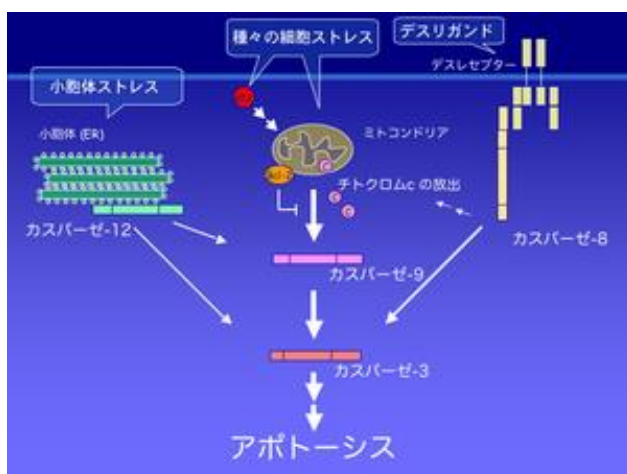 種々の細胞ストレス
デスリガンド
デスレセプター
小胞体ストレス
小胞体 (ER)
ミトコンドリア
チトクロムc の放出
カスパーゼ-12
カスパーゼ-8
C
C
C
カスパーゼ-9
カスパーゼ-3
アポトーシス